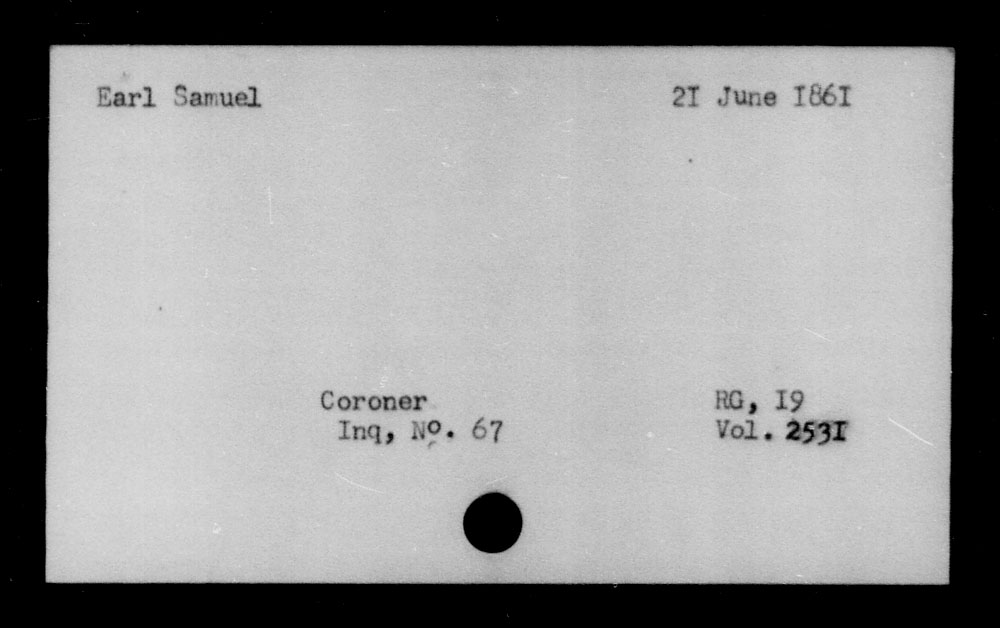 Earl Samuel
21 June 1861
Coroner
Inq, No. 67
RG, 19
Vol. 2531